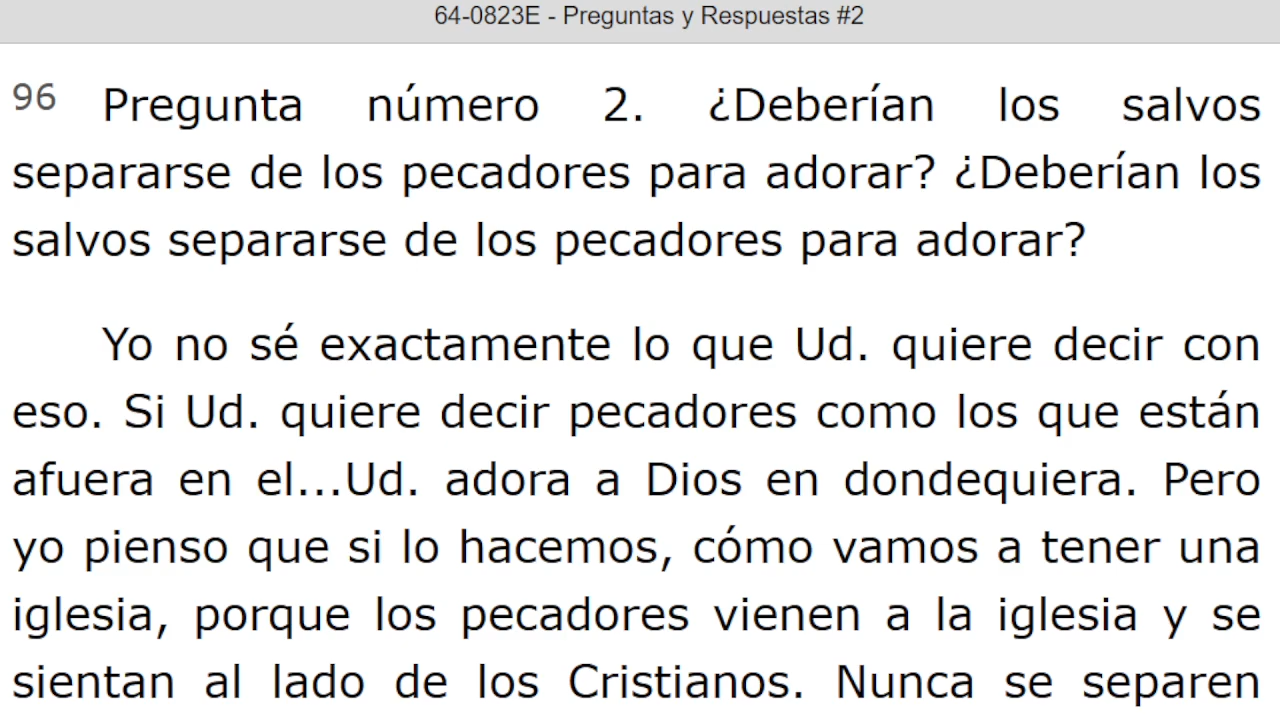 64-0823E - Preguntas y Respuestas #2
96 Pregunta número 2. ¿Deberían los salvos
separarse de los pecadores para adorar? ¿Deberían los
salvos separarse de los pecadores para adorar?
Yo no sé exactamente lo que Ud. quiere decir con
eso. Si Ud. quiere decir pecadores como los que están
afuera en el...Ud. adora a Dios en dondequiera. Pero
yo pienso que si lo hacemos, cómo vamos a tener una
iglesia, porque los pecadores vienen a la iglesia y se
sientan al lado de los Cristianos. Nunca se separen